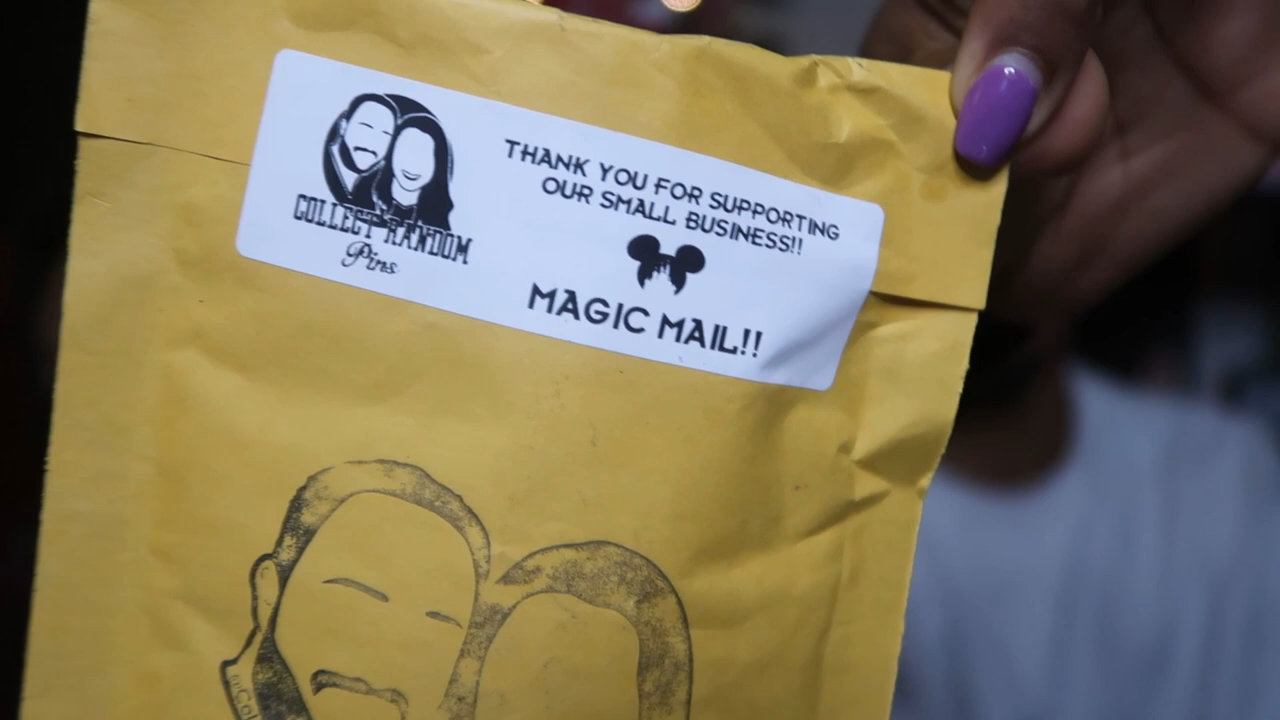 COLLECT RANDOM
Pins
THANK YOU FOR SUPPORTING
OUR SMALL BUSINESS!!
MAGIC MAIL!!